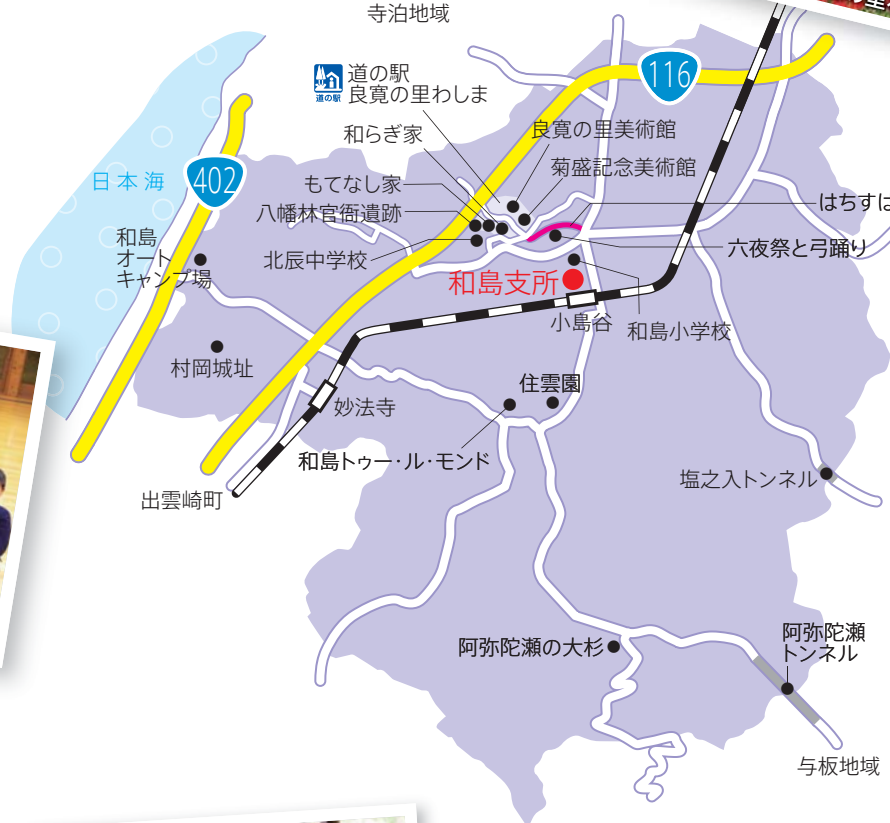 寺泊地域
116
道の駅
道の駅
良寛の里わしま
和らぎ家
良寛の里美術館
菊盛記念美術館
日本海
402
もてなし家
八幡林官衙遺跡
はちすば
和島
オート
キャンプ場
北辰中学校
六夜祭と弓踊り
和島支所
小島谷
和島小学校
村岡城址
住雲園
妙法寺
和島トゥー・ル・モンド
塩之入トンネル
出雲崎町
阿弥陀瀬の大杉
阿弥陀瀬
トンネル
与板地域